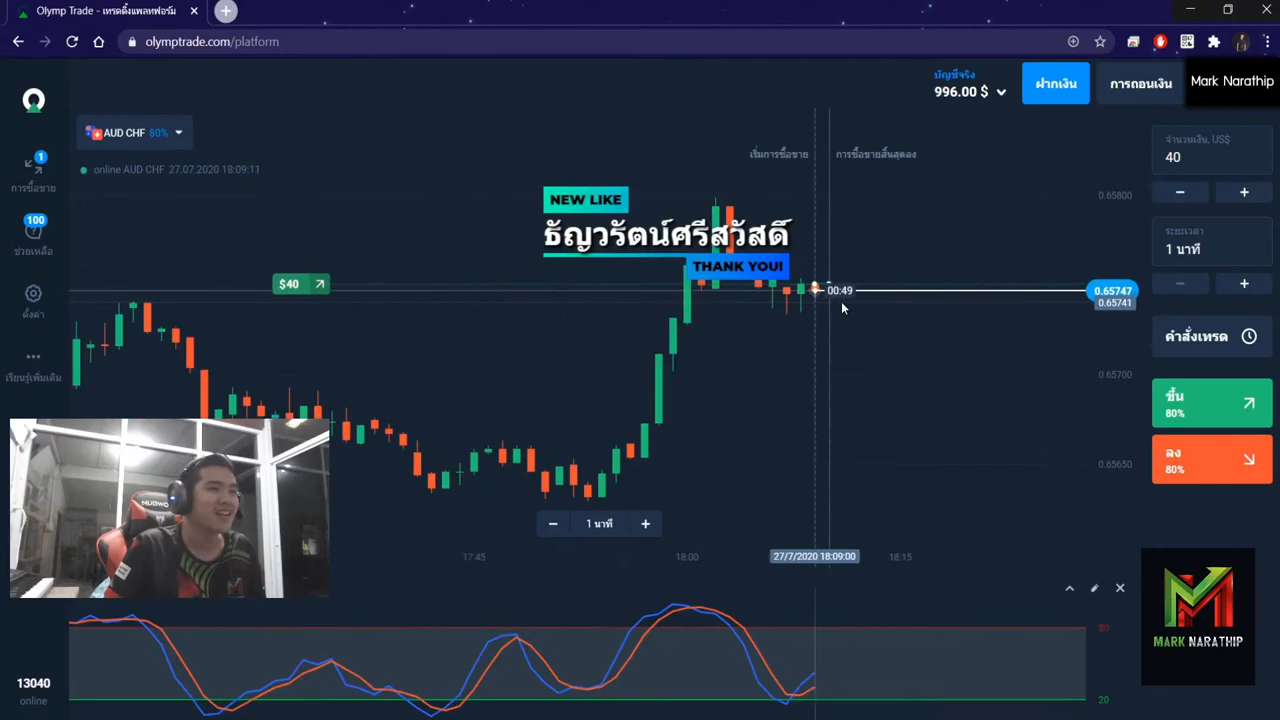 Olymp Trade - เทรดดิ้งแพลทฟอร์ม
olymptrade.com/platform
บัญชีจริง
996.00 $
ฝากเงิน
การถอนเงิน
Mark Narathip
AUD CHF 80%
online AUD CHF 27.07.2020 18:09:11
เริ่มการซื้อขาย
การซื้อขายสิ้นสุดลง
จำนวนเงิน, US$
40
1
การซื้อขาย
100
ช่วยเหลือ
ตั้งค่า
เรียนรู้เพิ่มเติม
NEW LIKE
ธัญวรัตน์ศรีสวัสดิ์
THANK YOU!
$40
00:49
0.65800
0.65747
0.65741
0.65700
0.65650
ระยะเวลา
1 นาที
คำสั่งเทรด
ขึ้น
80%
ลง
80%
1 นาที
17:45
18:00
27/7/2020 18:09:00
18:15
NUBWO
80
20
MARK NARATHIP
13040
online